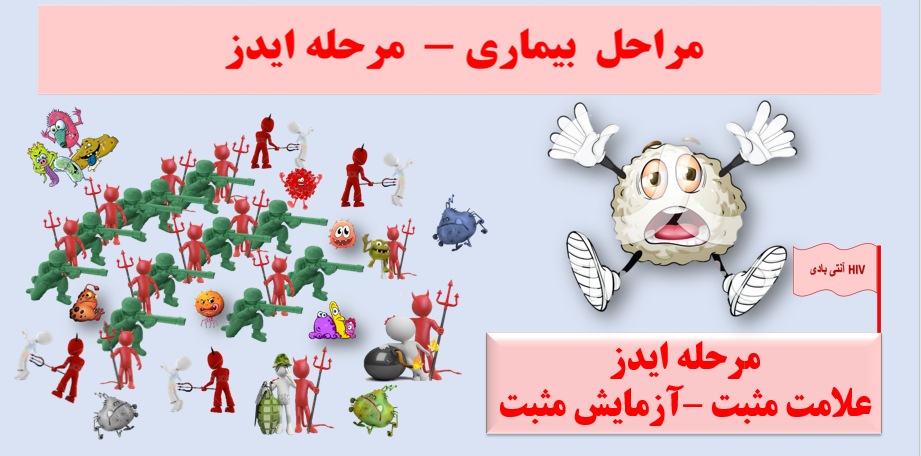 مراحل بیماری – مرحله ایدز
HIV آنتی بادی
مرحله ایدز
علامت مثبت –آزمایش مثبت